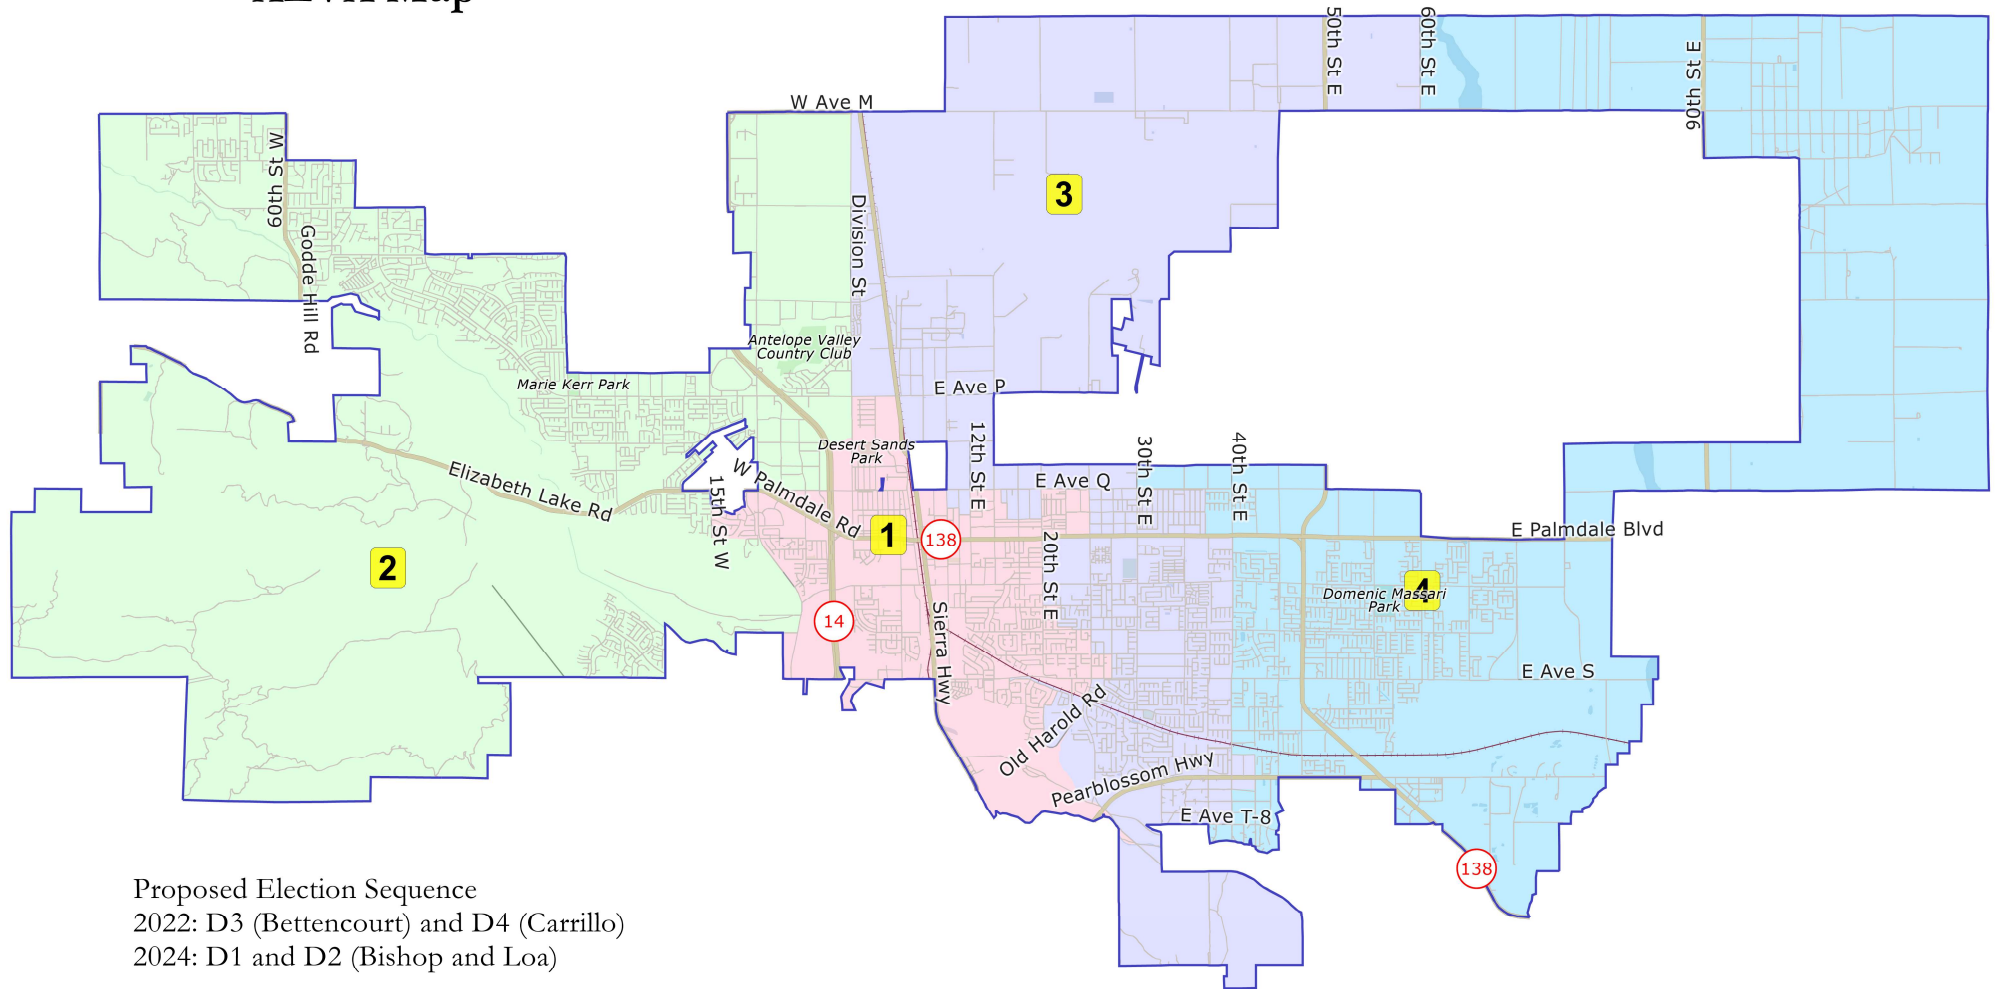 Map
W Ave M
50th St E
60th St E
90th St E
60th St W
Godde Hill Rd
Division St
3
Antelope Valley
Country Club
Marie Kerr Park
E Ave P
Desert Sands
Park
12th St E
30th St E
40th St E
Elizabeth Lake Rd
W Palmdale Rd
15th St W
E Ave Q
1
138
E Palmdale Blvd
2
20th St E
4
Domenic Massari
Park
14
Sierra Hwy
E Ave S
Old Harold Rd
Pearblossom Hwy
E Ave T-8
138
Proposed Election Sequence
2022: D3 (Bettencourt) and D4 (Carrillo)
2024: D1 and D2 (Bishop and Loa)